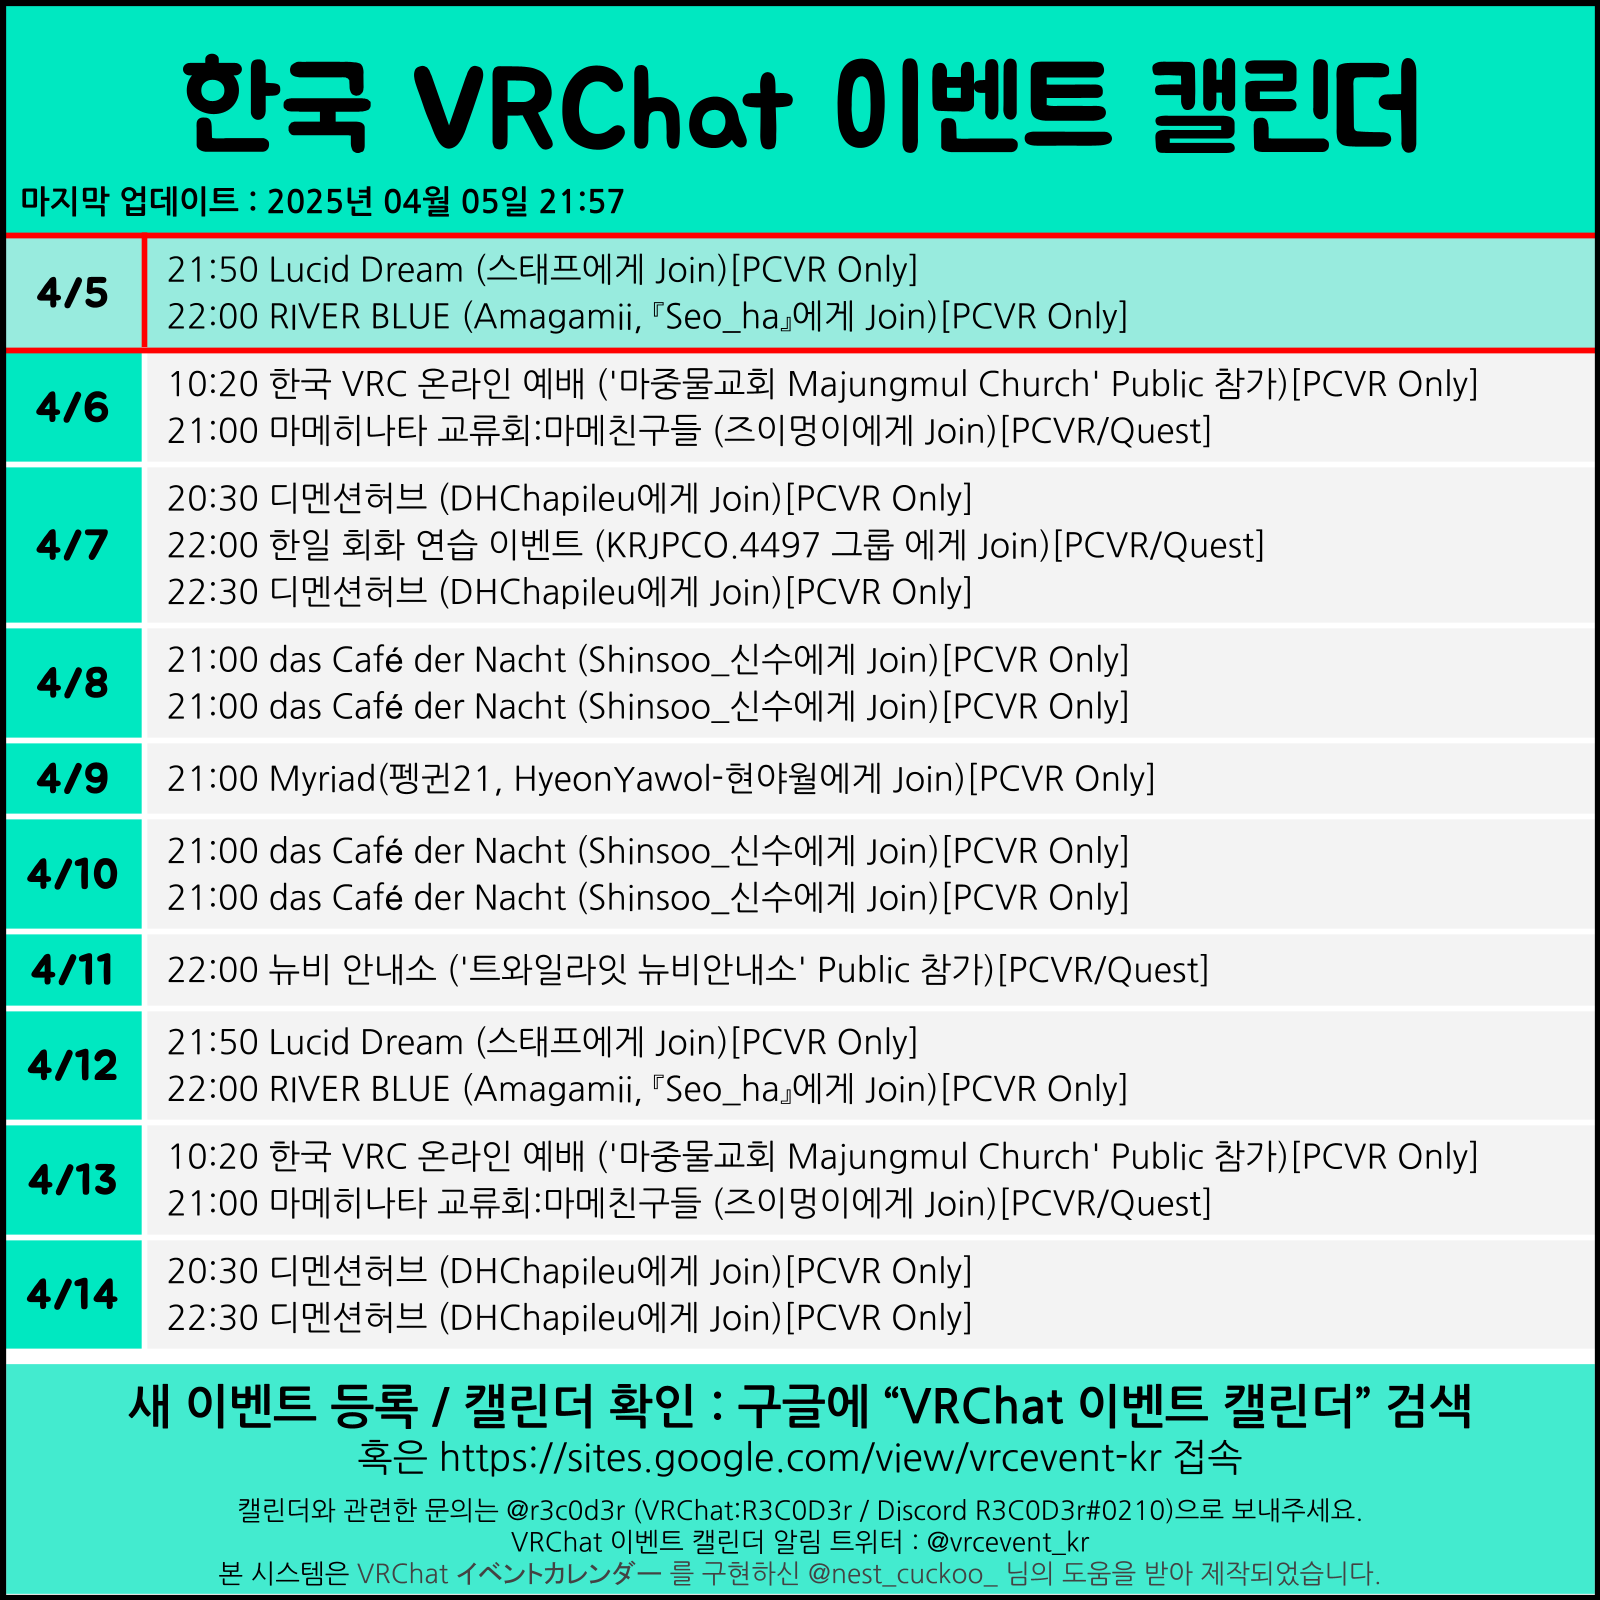 한국 VRChat 이벤트 캘린더
마지막 업데이트 : 2025년 04월 05일 21:57
4/5
21:50 Lucid Dream (스태프에게 Join)[PCVR Only]
22:00 RIVER BLUE (Amagamii,『Seo_ha』에게 Join)[PCVR Only]
4/6
10:20 한국 VRC 온라인 예배 ('마중물교회 Majungmul Church' Public 참가)[PCVR Only]
21:00 마메히나타 교류회:마메친구들 (즈이멍이에게 Join)[PCVR/Quest]
4/7
20:30 디멘션허브 (DHChapileu에게 Join)[PCVR Only]
22:00 한일 회화 연습 이벤트 (KRJPCO.4497 그룹 에게 Join)[PCVR/Quest]
22:30 디멘션허브 (DHChapileu에게 Join)[PCVR Only]
4/8
21:00 das Café der Nacht (Shinsoo_신수에게 Join)[PCVR Only]
21:00 das Café der Nacht (Shinsoo_신수에게 Join)[PCVR Only]
4/9
21:00 Myriad(펭귄21, HyeonYawol-현야월에게 Join)[PCVR Only]
4/10
21:00 das Café der Nacht (Shinsoo_신수에게 Join)[PCVR Only]
21:00 das Café der Nacht (Shinsoo_신수에게 Join)[PCVR Only]
4/11
22:00 뉴비 안내소 ('트와일라잇 뉴비안내소' Public 참가)[PCVR/Quest]
4/12
21:50 Lucid Dream (스태프에게 Join)[PCVR Only]
22:00 RIVER BLUE (Amagamii,『Seo_ha』에게 Join)[PCVR Only]
4/13
10:20 한국 VRC 온라인 예배 ('마중물교회 Majungmul Church' Public 참가)[PCVR Only]
21:00 마메히나타 교류회:마메친구들 (즈이멍이에게 Join)[PCVR/Quest]
4/14
20:30 디멘션허브 (DHChapileu에게 Join)[PCVR Only]
22:30 디멘션허브 (DHChapileu에게 Join)[PCVR Only]
새 이벤트 등록 / 캘린더 확인 : 구글에 “VRChat 이벤트 캘린더” 검색
혹은 https://sites.google.com/view/vrcevent-kr 접속
캘린더와 관련한 문의는 @r3c0d3r (VRChat:R3C0D3r / Discord R3C0D3r#0210)으로 보내주세요.
VRChat 이벤트 캘린더 알림 트위터 : @vrcevent_kr
본 시스템은 VRChat イベントカレンダー 를 구현하신 @nest_cuckoo_ 님의 도움을 받아 제작되었습니다.